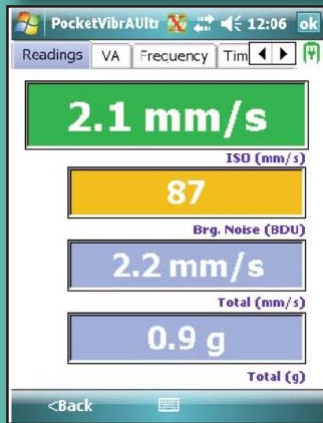 PocketVibrAUltr 12:06 ok
Readings VA Frequency Tim
2.1 mm/s
ISO (mm/s)
87
Brg. Noise (BDU)
2.2 mm/s
Total (mm/s)
0.9 g
Total (g)
<Back